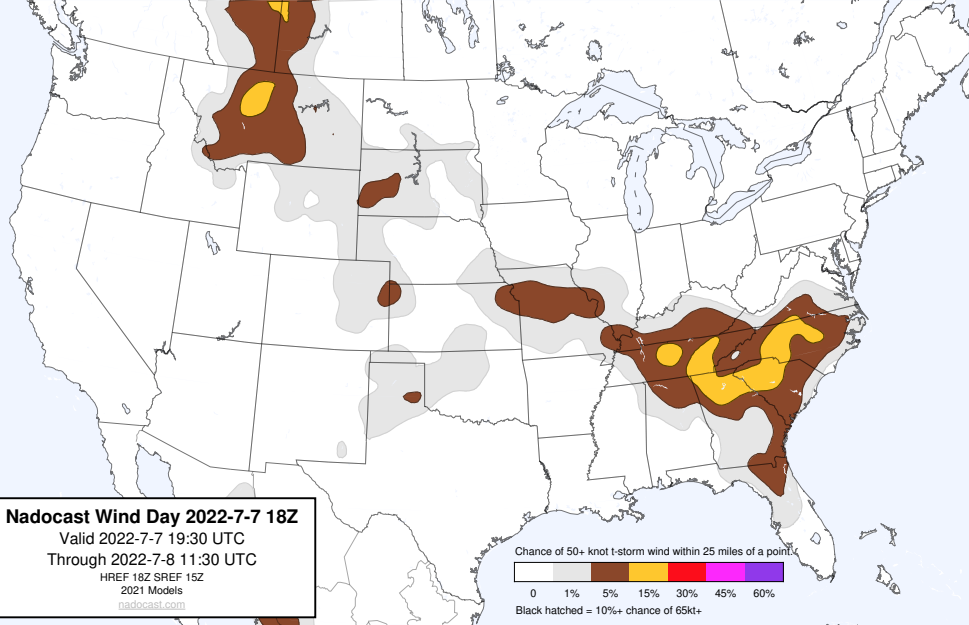 Nadocast Wind Day 2022-7-7 18Z
Valid 2022-7-7 19:30 UTC
Through 2022-7-8 11:30 UTC
HREF 18Z SREF 15Z
2021 Models
nadocast.com
Chance of 50+ knot t-storm wind within 25 miles of a point.
0 1% 5% 15% 30% 45% 60%
Black hatched = 10%+ chance of 65kt+